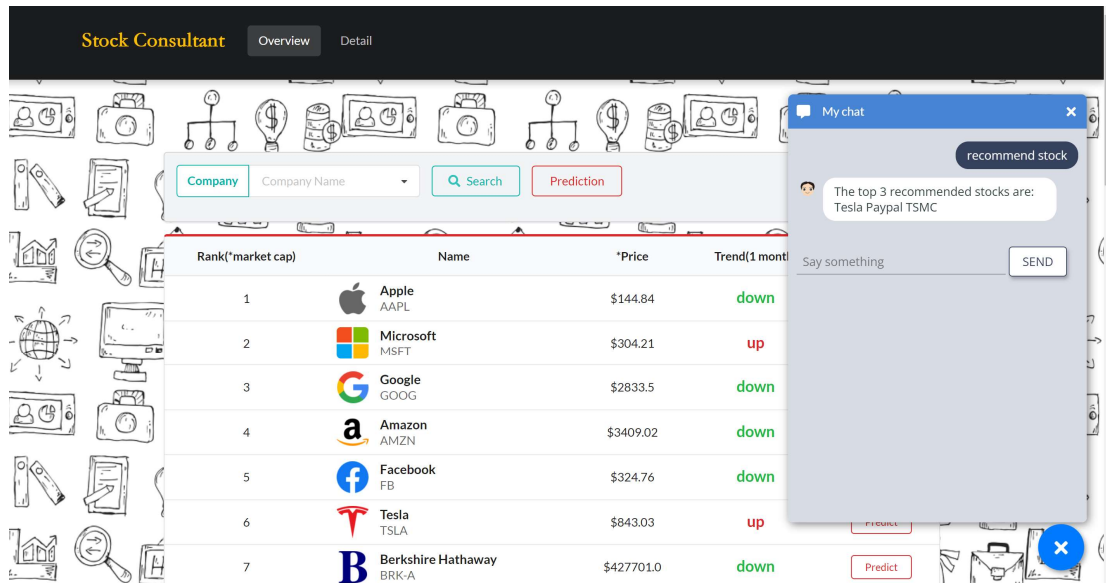 Stock Consultant Overview Detail
Company Company Name Search Prediction
Rank(*market cap) Name *Price Trend(1 mont
1 Apple $144.84 down
AAPL
2 Microsoft $304.21 up
MSFT
3 Google $2833.5 down
GOOG
4 Amazon $3409.02 down
AMZN
5 Facebook $324.76 down
FB
6 Tesla $843.03 up Predict
TSLA
7 Berkshire Hathaway $427701.0 down Predict
BRK-A
My chat
recommend stock
The top 3 recommended stocks are:
Tesla Paypal TSMC
Say something SEND